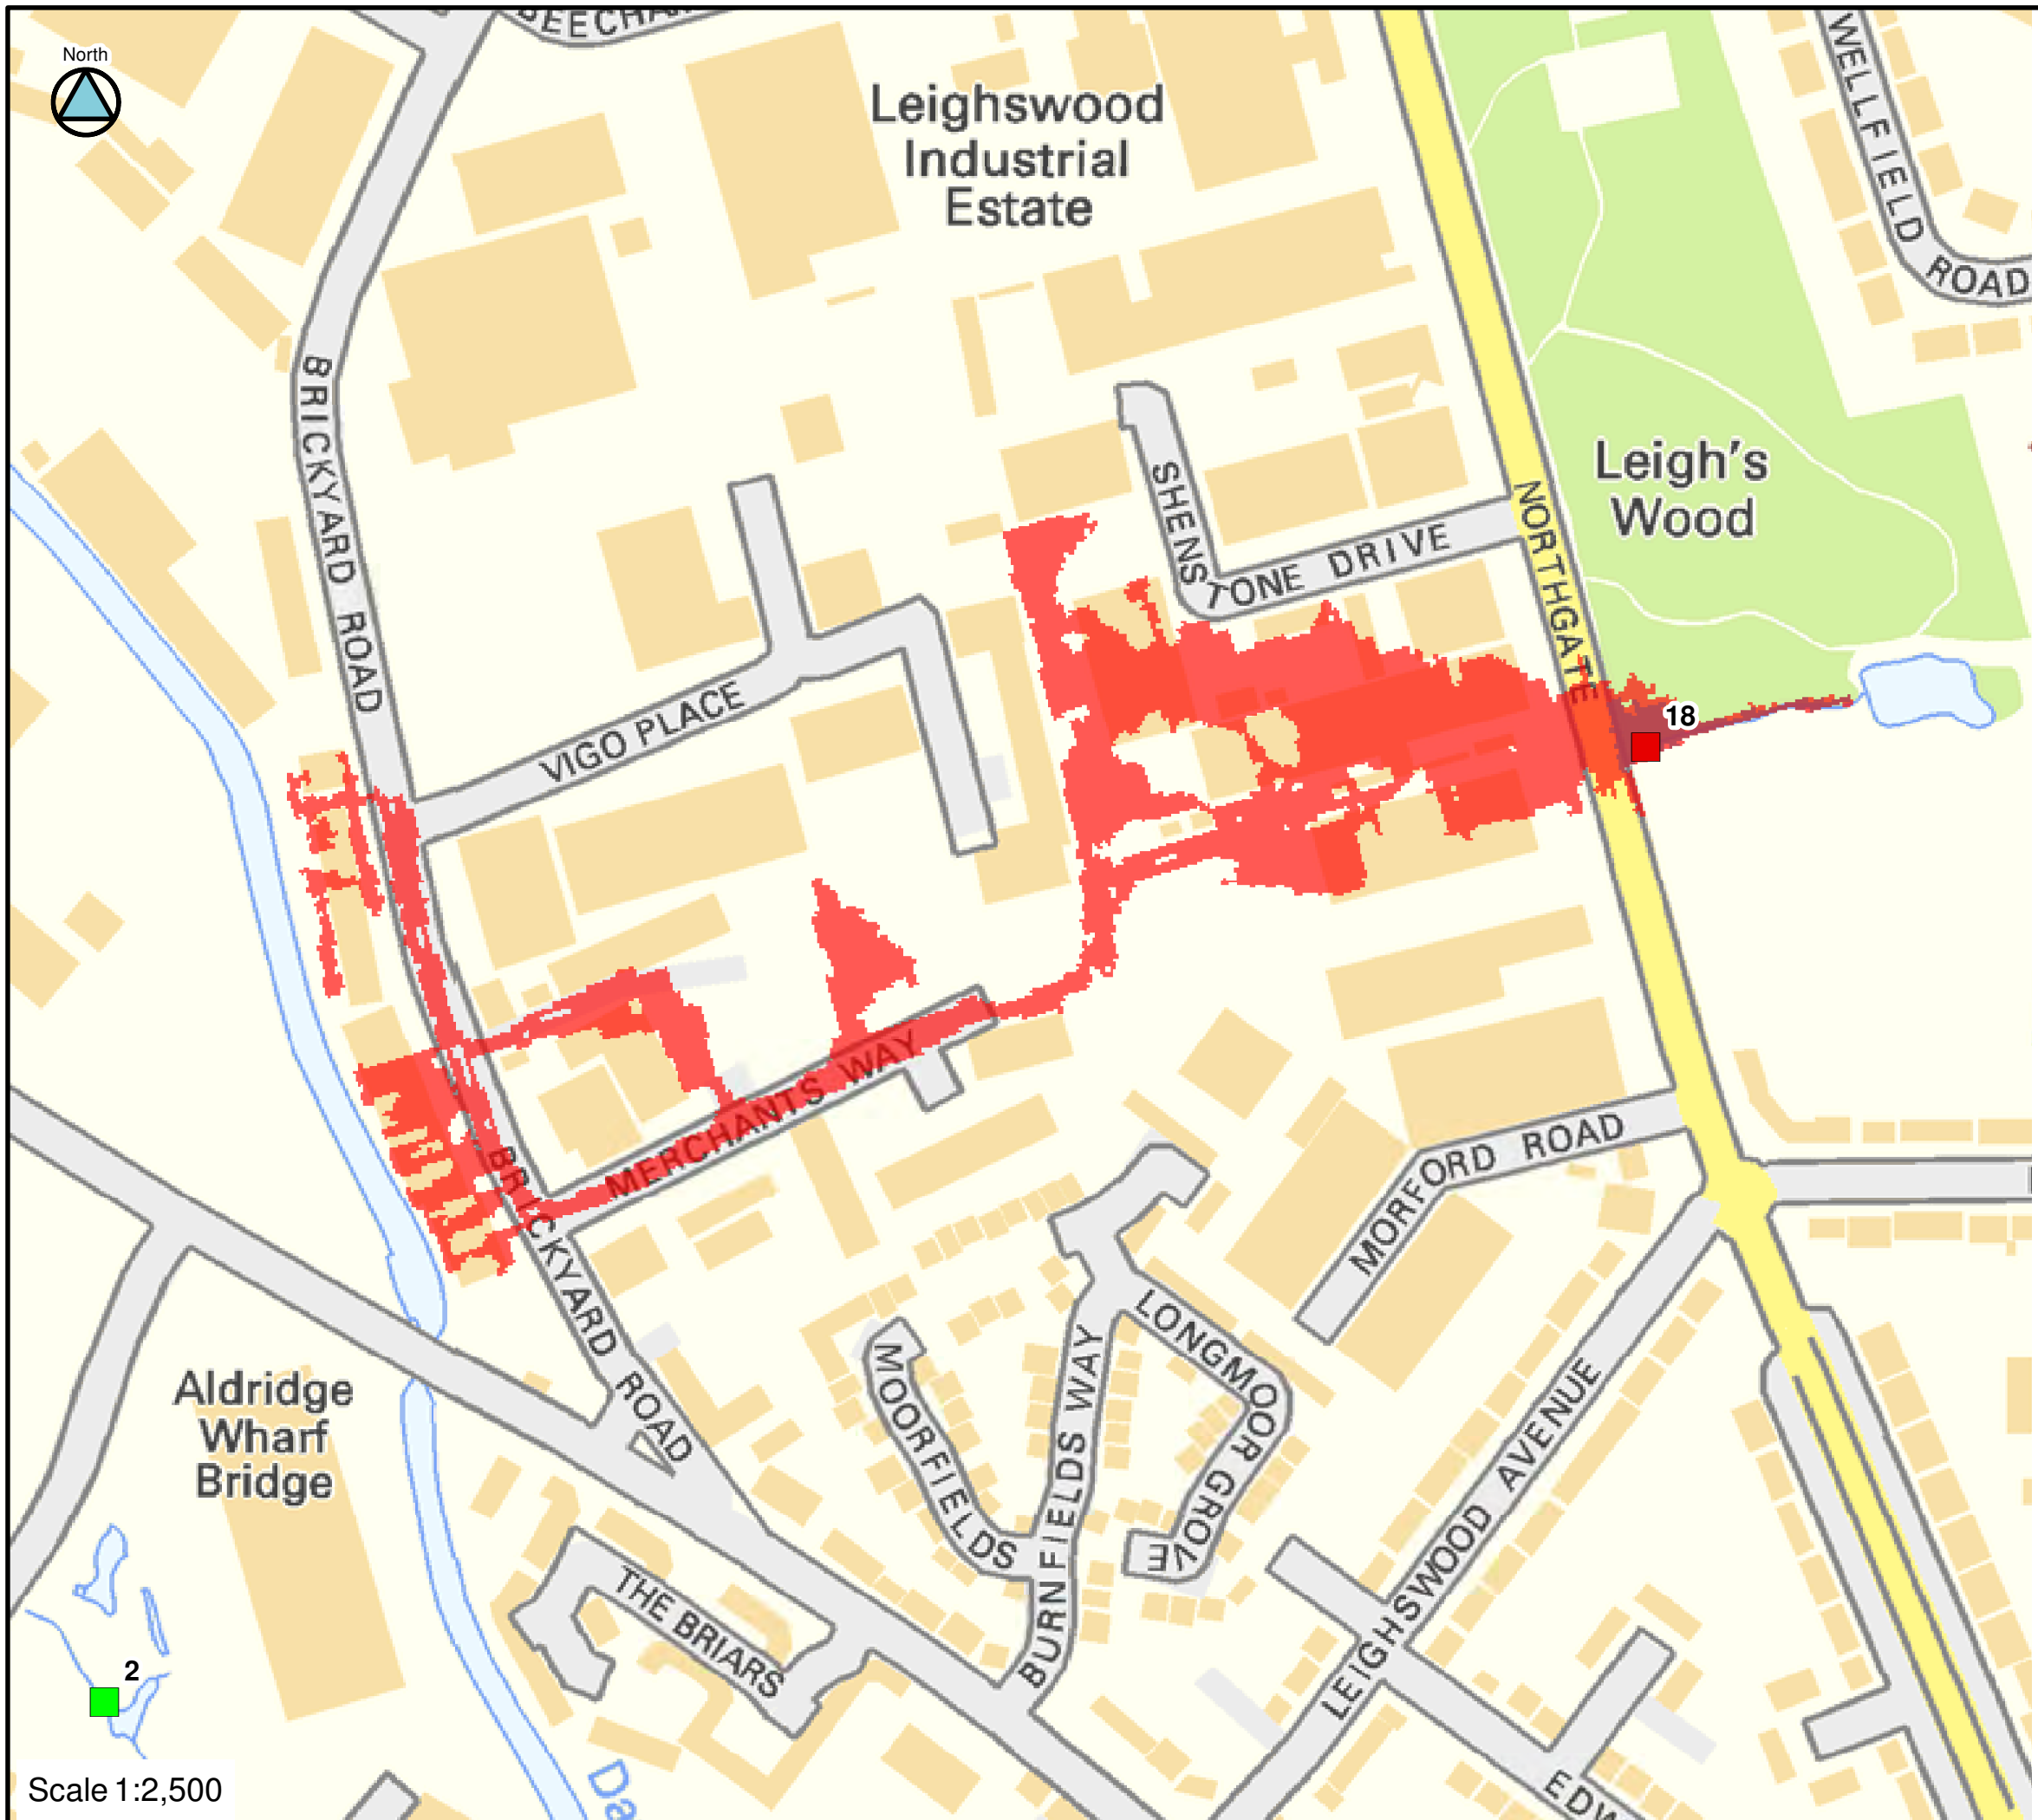 North
Leighswood
Industrial
Estate
WELLFIELD ROAD
BRICKYARD ROAD
SHENSTONE DRIVE
NORTHGATE
Leigh's
Wood
VIGO PLACE
18
MERCHANTS WAY
BRICKYARD ROAD
MORFORD ROAD
LONGMOOR GROVE
MOORFIELDS
BURNFIELDS WAY
LEIGHSWOOD AVENUE
Aldridge
Wharf
Bridge
THE BRIARS
2
Scale 1:2,500
Da
EDW